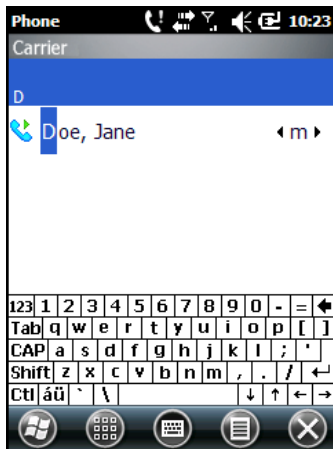 Phone 10:23
Carrier
D
Doe, Jane m
123 1 2 3 4 5 6 7 8 9 0 - =
Tab q w e r t y u i o p [ ]
CAP a s d f g h j k l ; '
Shift z x c v b n m , . /
Ctl áü ` \ ↓ ↑ ← →